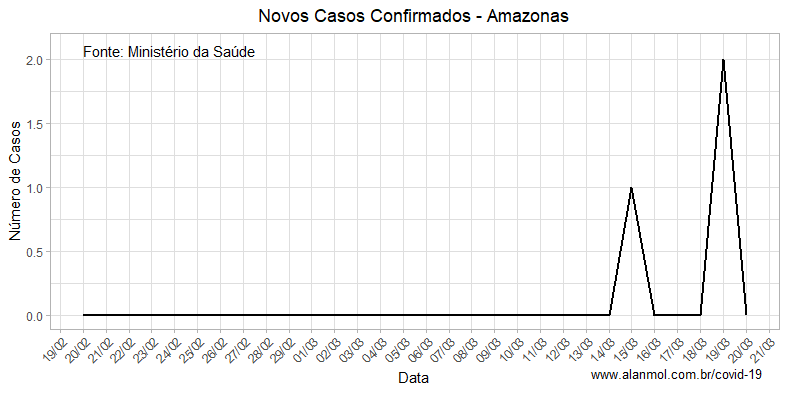 Novos Casos Confirmados - Amazonas
Fonte: Ministério da Saúde
Número de Casos
2.0
1.5
1.0
0.5
0.0
19/02 20/02 21/02 22/02 23/02 24/02 25/02 26/02 27/02 28/02 29/02 01/03 02/03 03/03 04/03 05/03 06/03 07/03 08/03 09/03 10/03 11/03 12/03 13/03 14/03 15/03 16/03 17/03 18/03 19/03 20/03 21/03
Data
www.alanmol.com.br/covid-19